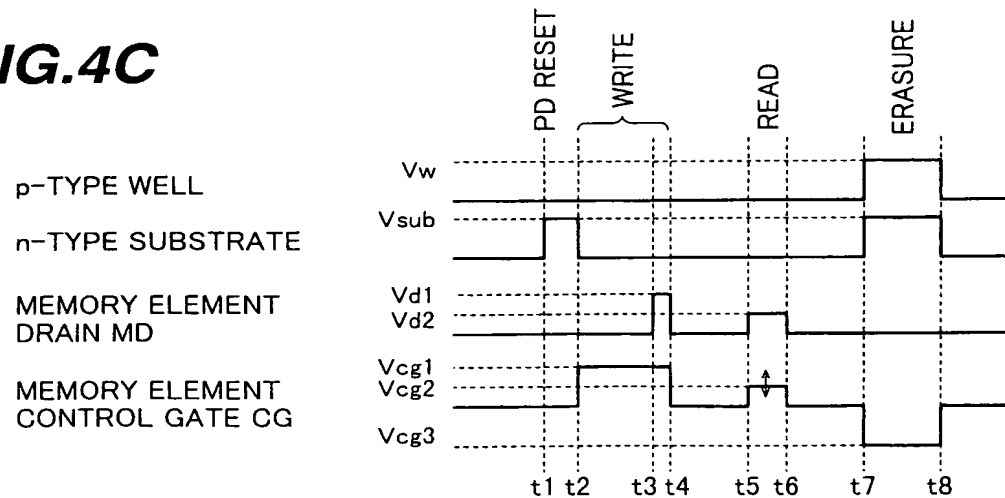 IG.4C
PD RESET
WRITE
READ
ERASURE
p-TYPE WELL
Vw
n-TYPE SUBSTRATE
Vsub
MEMORY ELEMENT
DRAIN MD
Vd1
Vd2
MEMORY ELEMENT
CONTROL GATE CG
Vcg1
Vcg2
Vcg3
t1 t2 t3 t4 t5 t6 t7 t8